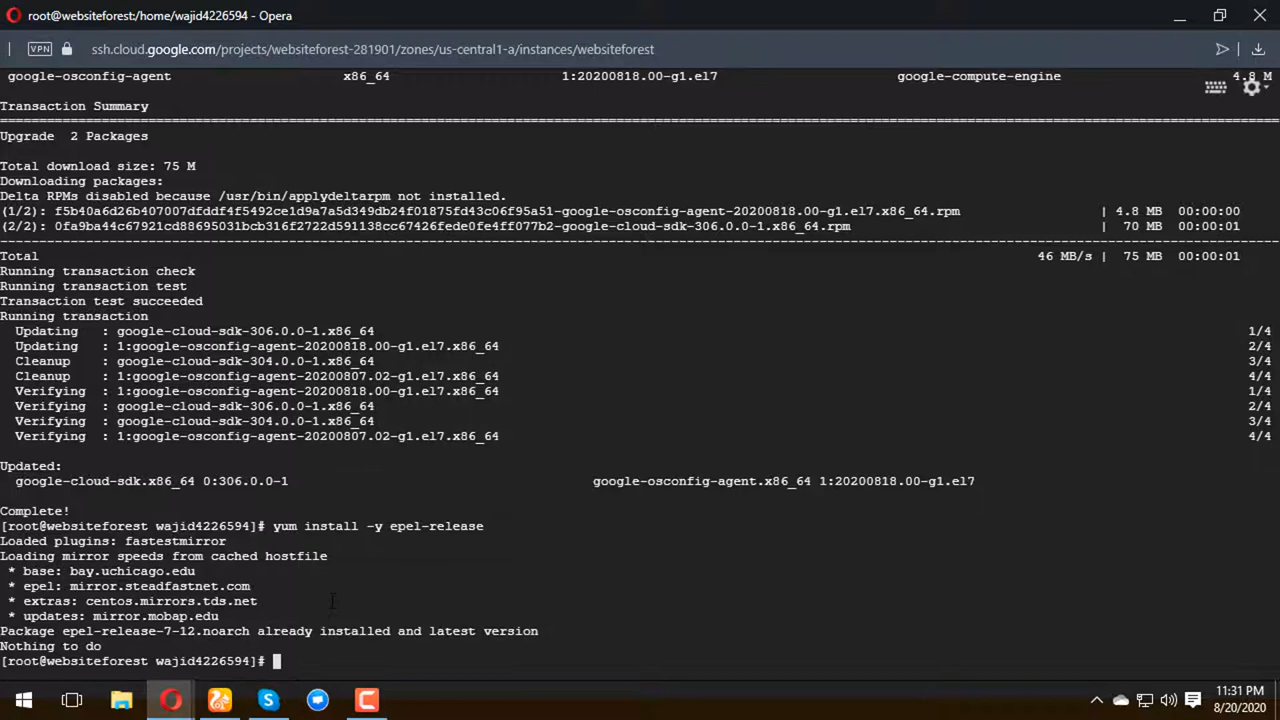 root@websiteforest:/home/wajid4226594 - Opera
VPN ssh.cloud.google.com/projects/websiteforest-281901/zones/us-central1-a/instances/websiteforest
google-osconfig-agent x86_64 1:20200818.00-g1.el7 google-compute-engine 4.8 M
Transaction Summary
================================================================================
Upgrade 2 Packages
Total download size: 75 M
Downloading packages:
Delta RPMs disabled because /usr/bin/applydeltarpm not installed.
(1/2): f5b40a6d26b407007dfddf4f5492ce1d9a7a5d349db24f01875fd43c06f95a51-google-osconfig-agent-20200818.00-g1.el7.x86_64.rpm | 4.8 MB 00:00:00
(2/2): 0fa9ba44c67921cd88695031bcb316f2722d591138cc67426fede0fe4ff077b2-google-cloud-sdk-306.0.0-1.x86_64.rpm | 70 MB 00:00:01
--------------------------------------------------------------------------------
Total 46 MB/s | 75 MB 00:00:01
Running transaction check
Running transaction test
Transaction test succeeded
Running transaction
Updating : google-cloud-sdk-306.0.0-1.x86_64 1/4
Updating : 1:google-osconfig-agent-20200818.00-g1.el7.x86_64 2/4
Cleanup : google-cloud-sdk-304.0.0-1.x86_64 3/4
Cleanup : 1:google-osconfig-agent-20200807.02-g1.el7.x86_64 4/4
Verifying : 1:google-osconfig-agent-20200818.00-g1.el7.x86_64 1/4
Verifying : google-cloud-sdk-306.0.0-1.x86_64 2/4
Verifying : google-cloud-sdk-304.0.0-1.x86_64 3/4
Verifying : 1:google-osconfig-agent-20200807.02-g1.el7.x86_64 4/4
Updated:
google-cloud-sdk.x86_64 0:306.0.0-1 google-osconfig-agent.x86_64 1:20200818.00-g1.el7
Complete!
[root@websiteforest wajid4226594]# yum install -y epel-release
Loaded plugins: fastestmirror
Loading mirror speeds from cached hostfile
* base: bay.uchicago.edu
* epel: mirror.steadfastnet.com
* extras: centos.mirrors.tds.net
* updates: mirror.mobap.edu
Package epel-release-7-12.noarch already installed and latest version
Nothing to do
[root@websiteforest wajid4226594]#
11:31 PM
8/20/2020